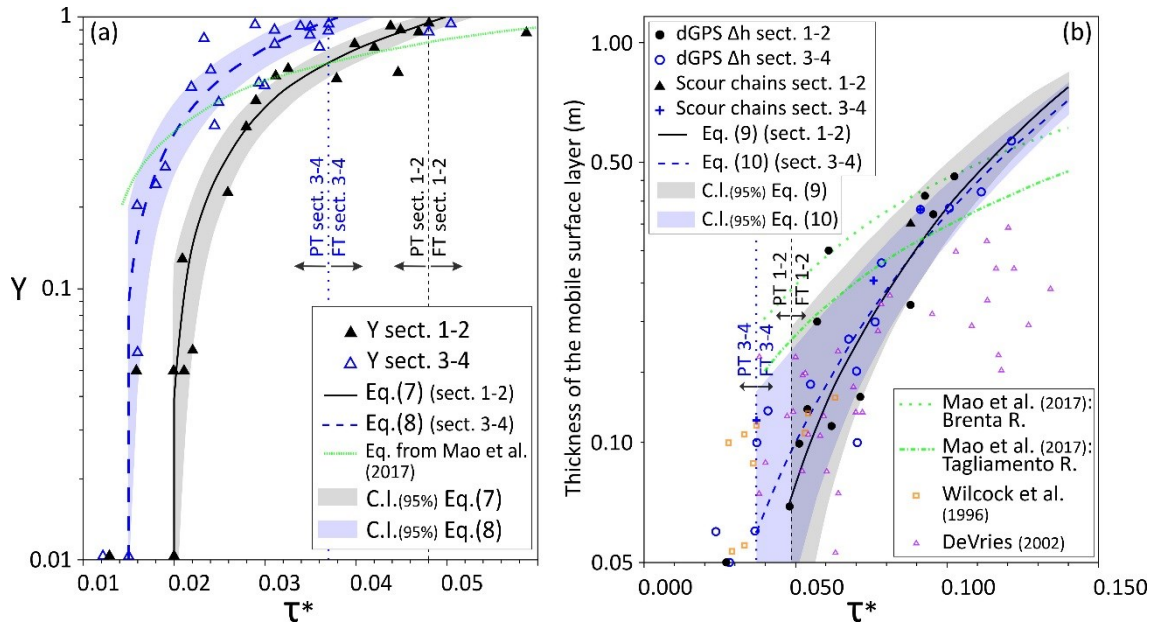 (a)
1
0.1
0.01
Y
PT sect. 3-4
FT sect. 3-4
PT sect. 1-2
FT sect. 1-2
Y sect. 1-2
Y sect. 3-4
Eq.(7) (sect. 1-2)
Eq.(8) (sect. 3-4)
Eq. from Mao et al.
(2017)
C.I.(95%) Eq.(7)
C.I.(95%) Eq.(8)
0.01 0.02 0.03 0.04 0.05 0.06
τ*
(b)
Thickness of the mobile surface layer (m)
1.00
0.50
0.10
0.05
dGPS Δh sect. 1-2
dGPS Δh sect. 3-4
Scour chains sect. 1-2
Scour chains sect. 3-4
Eq. (9) (sect. 1-2)
Eq. (10) (sect. 3-4)
C.I.(95%) Eq. (9)
C.I.(95%) Eq. (10)
PT 3-4
FT 3-4
PT 1-2
FT 1-2
Mao et al. (2017):
Brenta R.
Mao et al. (2017):
Tagliamento R.
Wilcock et al.
(1996)
DeVries (2002)
0.000 0.050 0.100 0.150
τ*